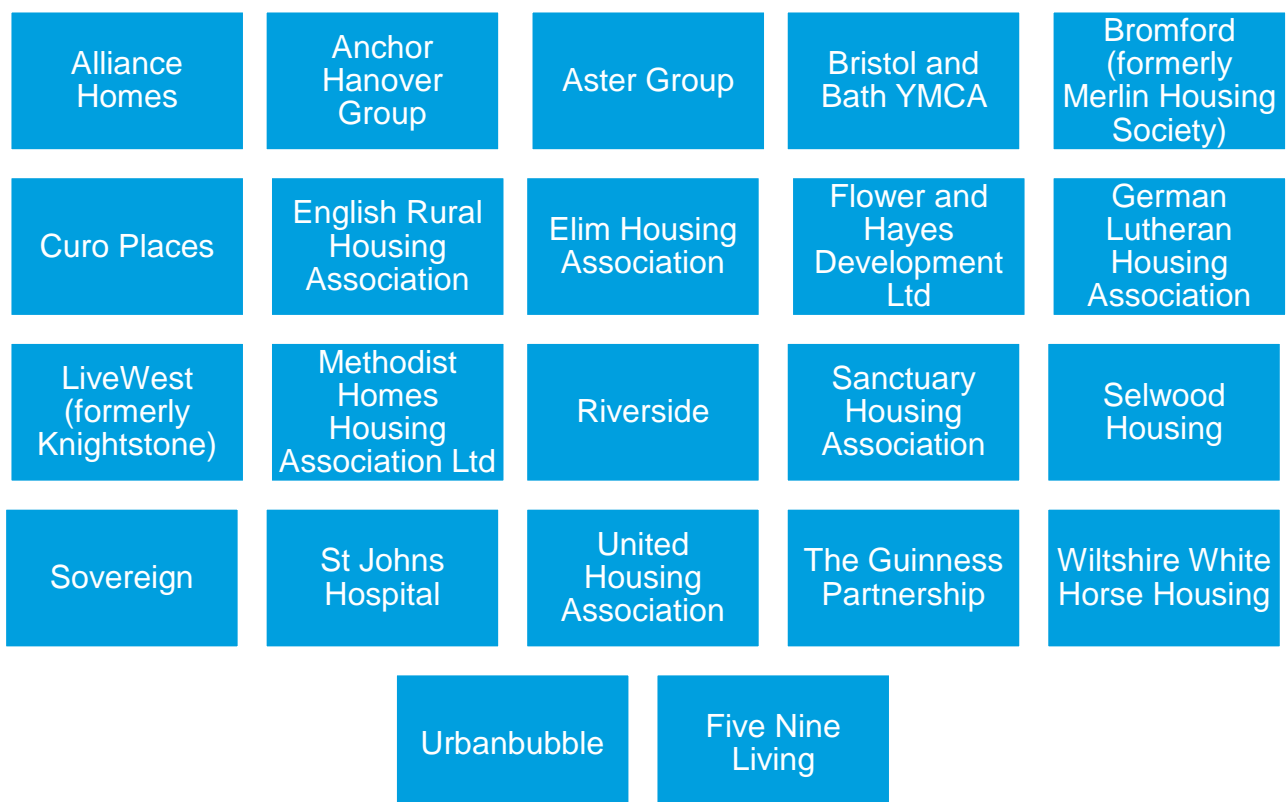 Alliance
Homes
Anchor
Hanover
Group
Aster Group
Bristol and
Bath YMCA
Bromford
(formerly
Merlin Housing
Society)
Curo Places
English Rural
Housing
Association
Elim Housing
Association
Flower and
Hayes
Development
Ltd
German
Lutheran
Housing
Association
LiveWest
(formerly
Knightstone)
Methodist
Homes
Housing
Association Ltd
Riverside
Sanctuary
Housing
Association
Selwood
Housing
Sovereign
St Johns
Hospital
United
Housing
Association
The Guinness
Partnership
Wiltshire White
Horse Housing
Urbanbubble
Five Nine
Living